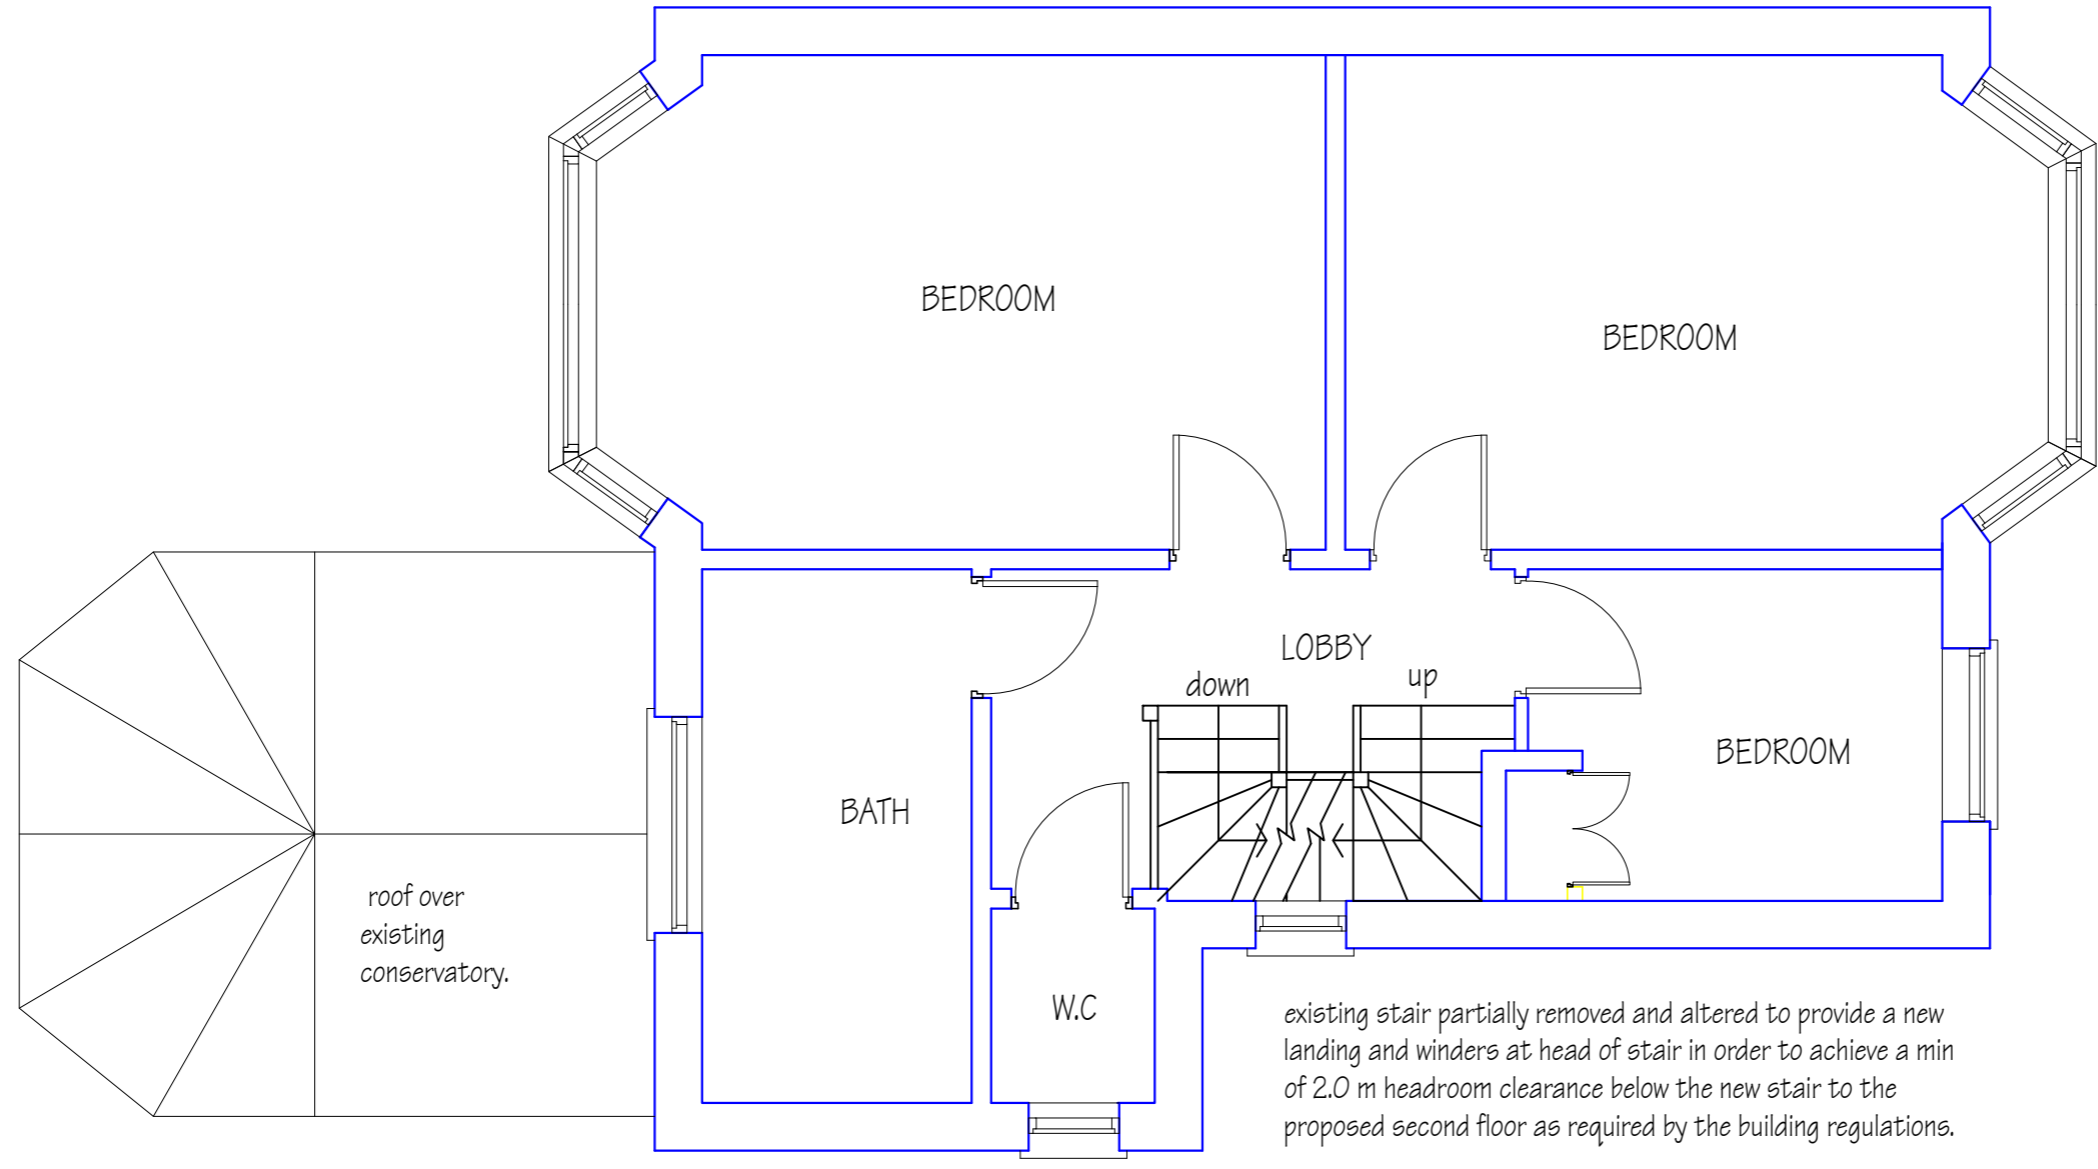 BEDROOM
BEDROOM
LOBBY
down
up
BEDROOM
BATH
roof over
existing
conservatory.
W.C
existing stair partially removed and altered to provide a new
landing and winders at head of stair in order to achieve a min
of 2.0 m headroom clearance below the new stair to the
proposed second floor as required by the building regulations.